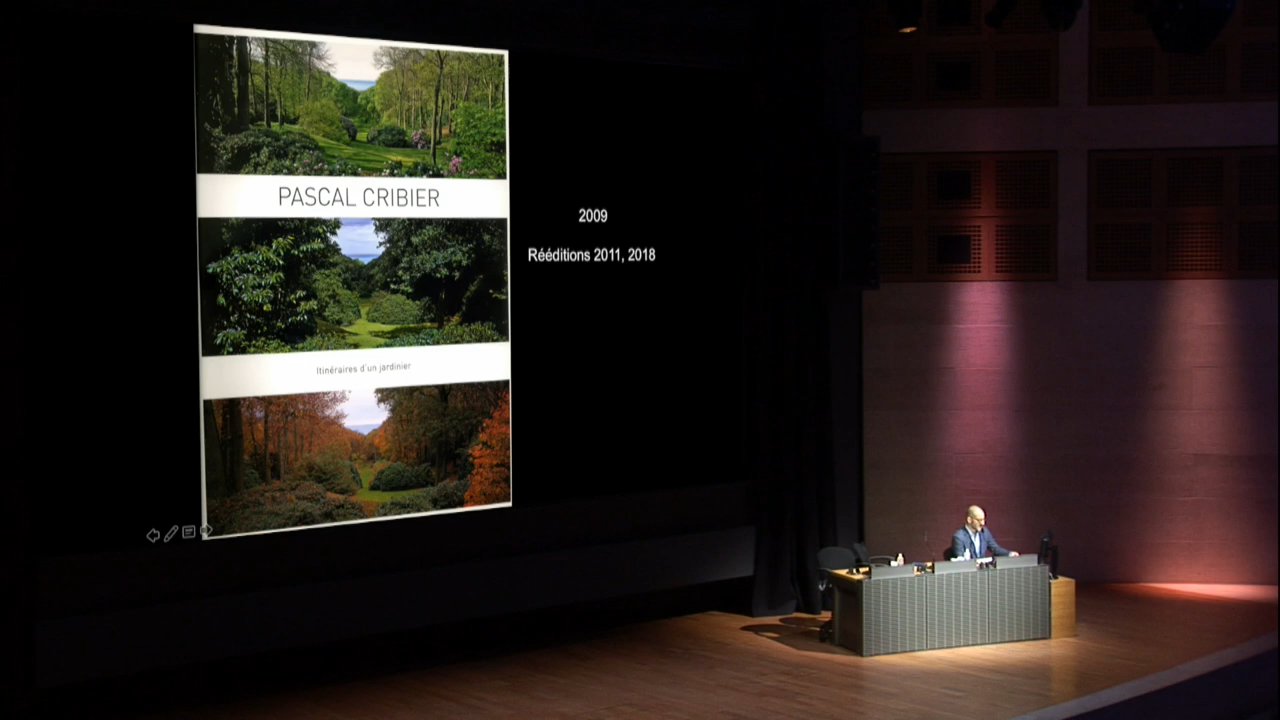 PASCAL CRIBIER
Itinéraires d'un jardinier
2009
Rééditions 2011, 2018